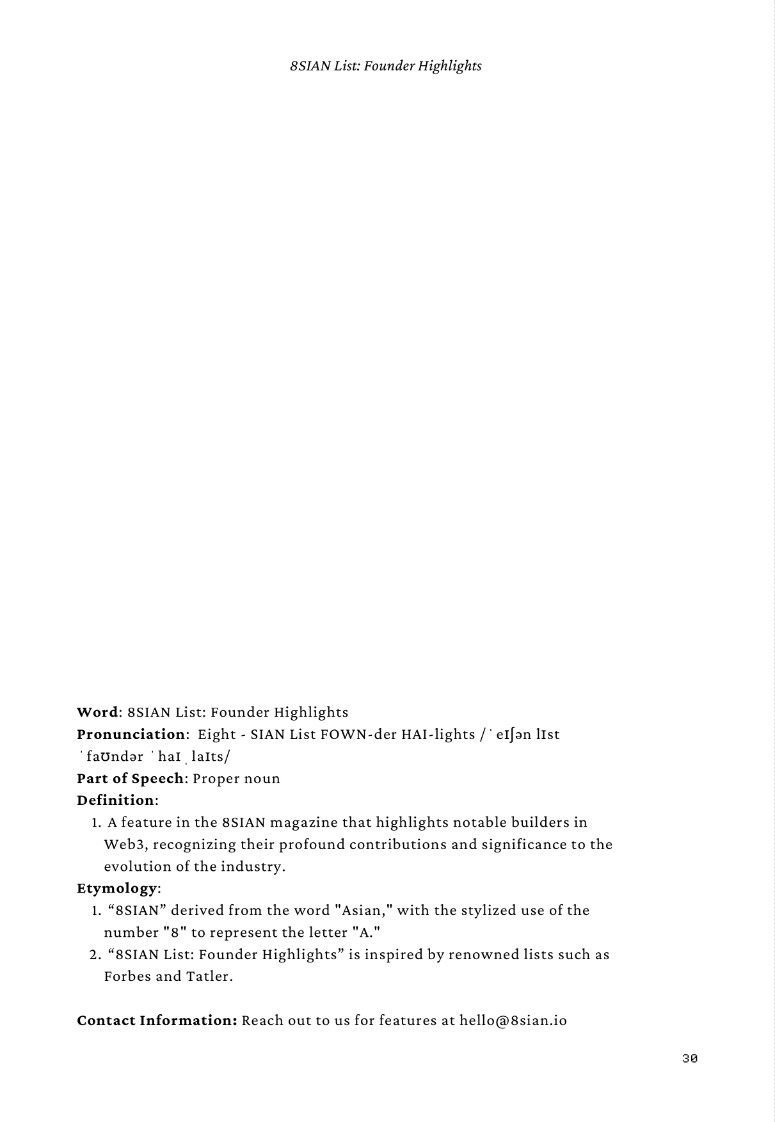 8SIAN List: Founder Highlights
Word: 8SIAN List: Founder Highlights
Pronunciation:  Eight - SIAN List FOWN-der HAI-lights /ˈeɪʃən lɪst
ˈfaʊndər ˈhaɪˌlaɪts/
Part of Speech: Proper noun
Definition:
1. A feature in the 8SIAN magazine that highlights notable builders in
Web3, recognizing their profound contributions and significance to the
evolution of the industry.
Etymology:
1. “8SIAN” derived from the word "Asian," with the stylized use of the
number "8" to represent the letter "A."
2. “8SIAN List: Founder Highlights” is inspired by renowned lists such as
Forbes and Tatler.
Contact Information: Reach out to us for features at hello@8sian.io
30